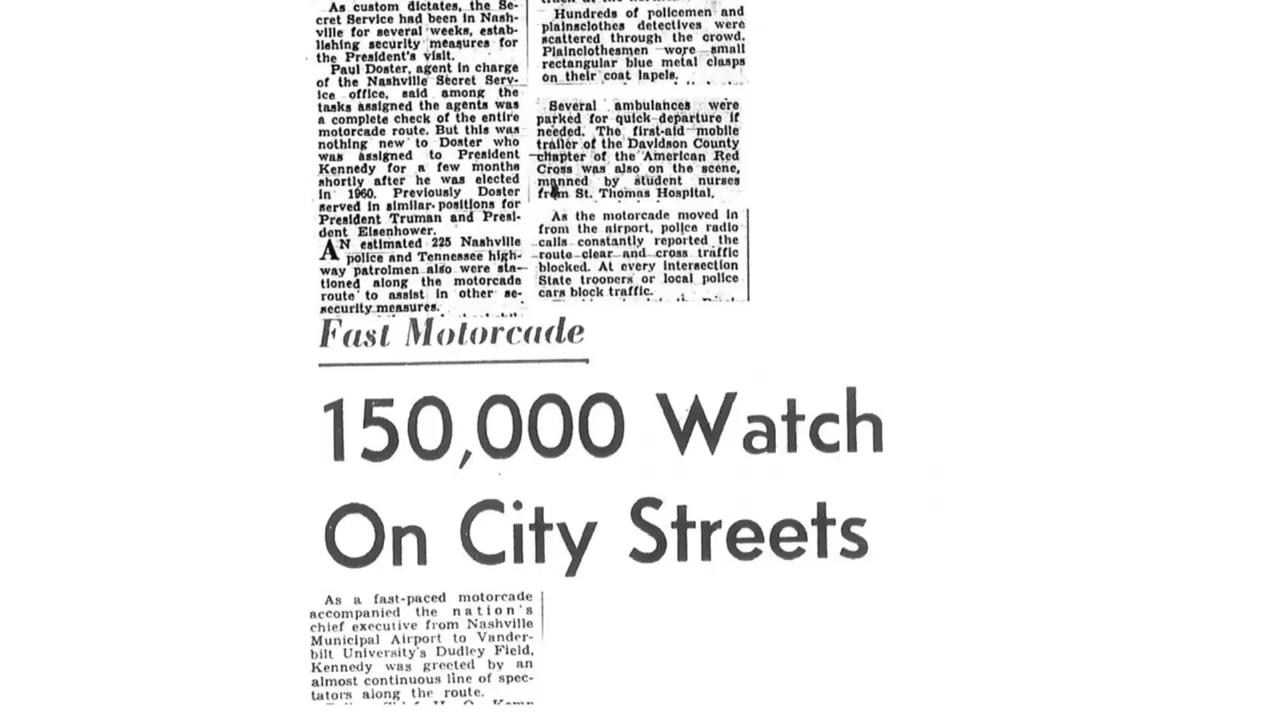 As custom dictates, the Se-
cret Service had been in Nash-
ville for several weeks, estab-
lishing security measures for
the President's visit.
Paul Doster, agent in charge
of the Nashville Secret Serv-
ice office, said among the
tasks assigned the agents was
a complete check of the entire
motorcade route. But this was
nothing new to Doster who
was assigned to President
Kennedy for a few months
shortly after he was elected
in 1960. Previously Doster
served in similar positions for
President Truman and Presi-
dent Eisenhower.
AN estimated 225 Nashville
police and Tennessee high-
way patrolmen also were sta-
tioned along the motorcade
route to assist in other se-
security measures.
Hundreds of policemen and
plainsclothes detectives were
scattered through the crowd.
Plainclothesmen wore small
rectangular blue metal clasps
on their coat lapels.
Several ambulances were
parked for quick departure if
needed. The first-aid mobile
trailer of the Davidson County
chapter of the American Red
Cross was also on the scene,
manned by student nurses
from St. Thomas Hospital.
As the motorcade moved in
from the airport, police radio
calls constantly reported the
route clear and cross traffic
blocked. At every intersection
State troopers or local police
cars block traffic.
Fast Motorcade
150,000 Watch
On City Streets
As a fast-paced motorcade
accompanied the nation's
chief executive from Nashville
Municipal Airport to Vander-
bilt University's Dudley Field,
Kennedy was greeted by an
almost continuous line of spec-
tators along the route.